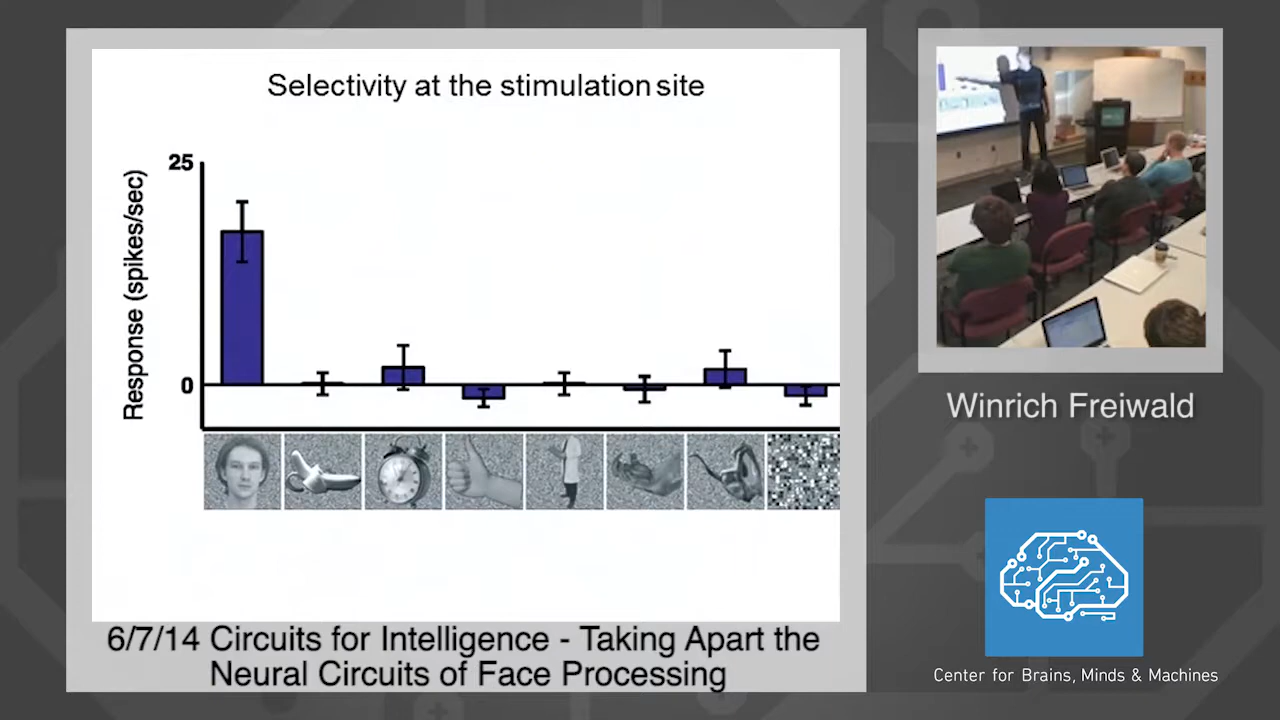 Selectivity at the stimulation site
25
Response (spikes/sec)
0
6/7/14 Circuits for Intelligence - Taking Apart the
Neural Circuits of Face Processing
Winrich Freiwald
Center for Brains, Minds & Machines